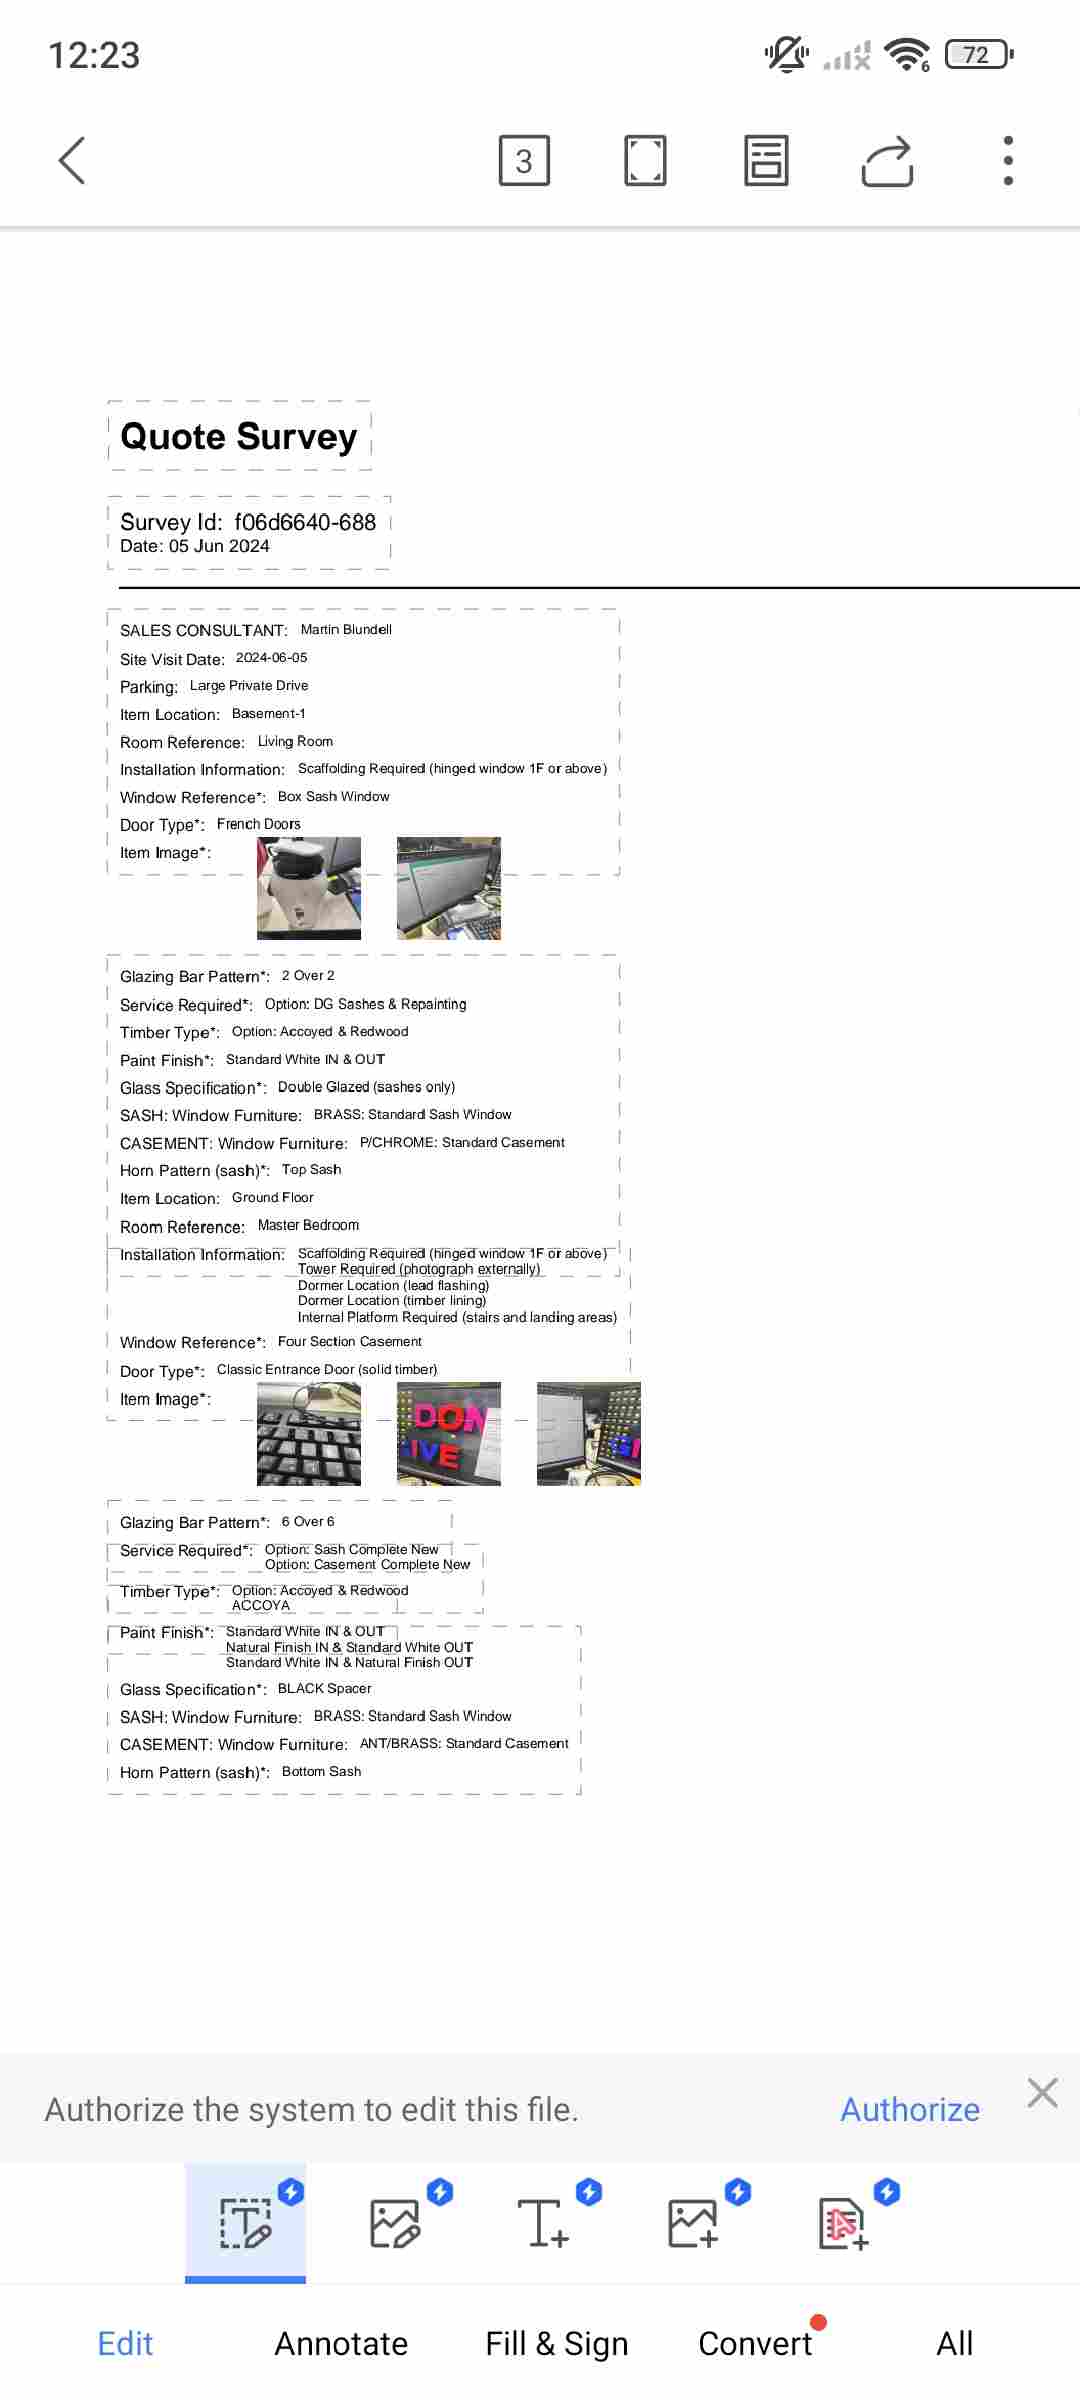 12:23
6
72
3
Quote Survey
Survey Id: f06d6640-688
Date: 05 Jun 2024
SALES CONSULTANT: Martin Blundell
Site Visit Date: 2024-06-05
Parking: Large Private Drive
Item Location: Basement-1
Room Reference: Living Room
Installation Information: Scaffolding Required (hinged window 1F or above)
Window Reference*: Box Sash Window
Door Type*: French Doors
Item Image*:
Glazing Bar Pattern*: 2 Over 2
Service Required*: Option: DG Sashes & Repainting
Timber Type*: Option: Accoyed & Redwood
Paint Finish*: Standard White IN & OUT
Glass Specification*: Double Glazed (sashes only)
SASH: Window Furniture: BRASS: Standard Sash Window
CASEMENT: Window Furniture: P/CHROME: Standard Casement
Horn Pattern (sash)*: Top Sash
Item Location: Ground Floor
Room Reference: Master Bedroom
Installation Information: Scaffolding Required (hinged window 1F or above)
Tower Required (photograph externally)
Dormer Location (lead flashing)
Dormer Location (timber lining)
Internal Platform Required (stairs and landing areas)
Window Reference*: Four Section Casement
Door Type*: Classic Entrance Door (solid timber)
Item Image*:
DON
IVE
GI
Glazing Bar Pattern*: 6 Over 6
Service Required*: Option: Sash Complete New
Option: Casement Complete New
Timber Type*: Option: Accoyed & Redwood
ACCOYA
Paint Finish*: Standard White IN & OUT
Natural Finish IN & Standard White OUT
Standard White IN & Natural Finish OUT
Glass Specification*: BLACK Spacer
SASH: Window Furniture: BRASS: Standard Sash Window
CASEMENT: Window Furniture: ANT/BRASS: Standard Casement
Horn Pattern (sash)*: Bottom Sash
Authorize the system to edit this file.
Authorize
Edit
Annotate
Fill & Sign
Convert
All